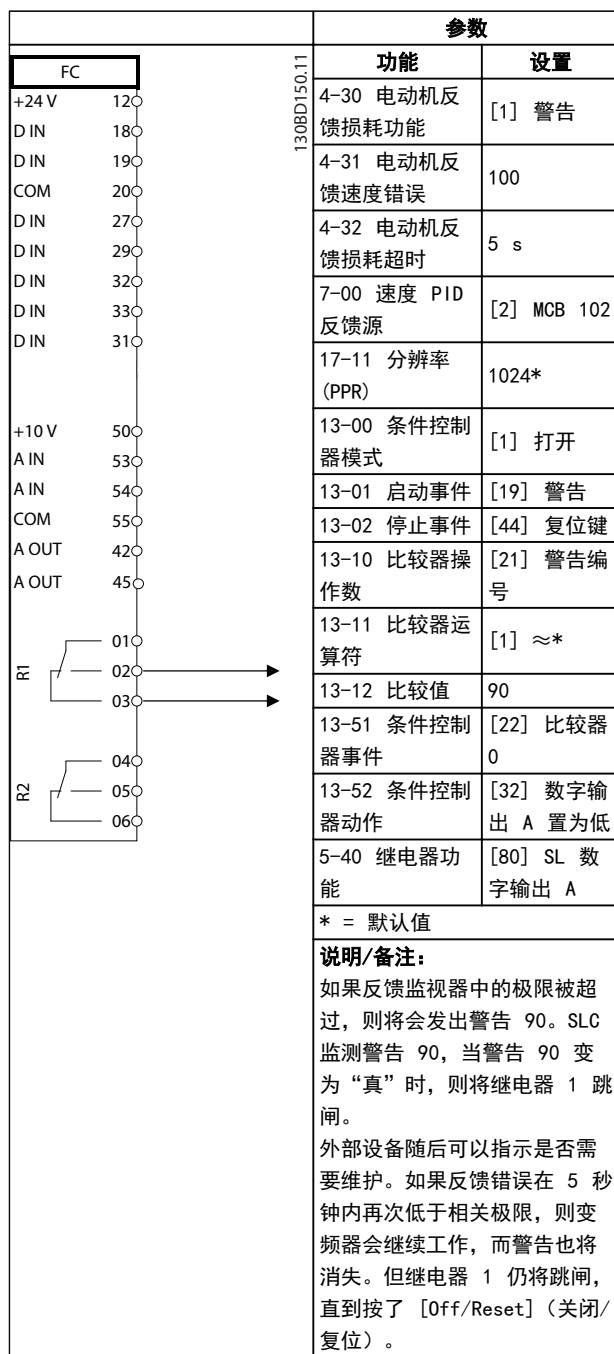 FC
+24 V 12
D IN 18
D IN 19
COM 20
D IN 27
D IN 29
D IN 32
D IN 33
D IN 31
+10 V 50
A IN 53
A IN 54
COM 55
A OUT 42
A OUT 45
R1
01
02
03
R2
04
05
06
130BD150.11
参数
功能 设置
4-30 电动机反
馈损耗功能
[1] 警告
4-31 电动机反
馈速度错误
100
4-32 电动机反
馈损耗超时
5 s
7-00 速度 PID
反馈源
[2] MCB 102
17-11 分辨率
(PPR)
1024*
13-00 条件控制
器模式
[1] 打开
13-01 启动事件 [19] 警告
13-02 停止事件 [44] 复位键
13-10 比较器操
作数
[21] 警告编
号
13-11 比较器运
算符
[1] ≈*
13-12 比较值 90
13-51 条件控制
器事件
[22] 比较器
0
13-52 条件控制
器动作
[32] 数字输
出 A 置为低
5-40 继电器功
能
[80] SL 数
字输出 A
* = 默认值
说明/备注:
如果反馈监视器中的极限被超
过，则将会发出警告 90。SLC
监测警告 90，当警告 90 变
为“真”时，则将继电器 1 跳
闸。
外部设备随后可以指示是否需
要维护。如果反馈错误在 5 秒
钟内再次低于相关极限，则变
频器会继续工作，而警告也将
消失。但继电器 1 仍将跳闸，
直到按了 [Off/Reset]（关闭/
复位）。